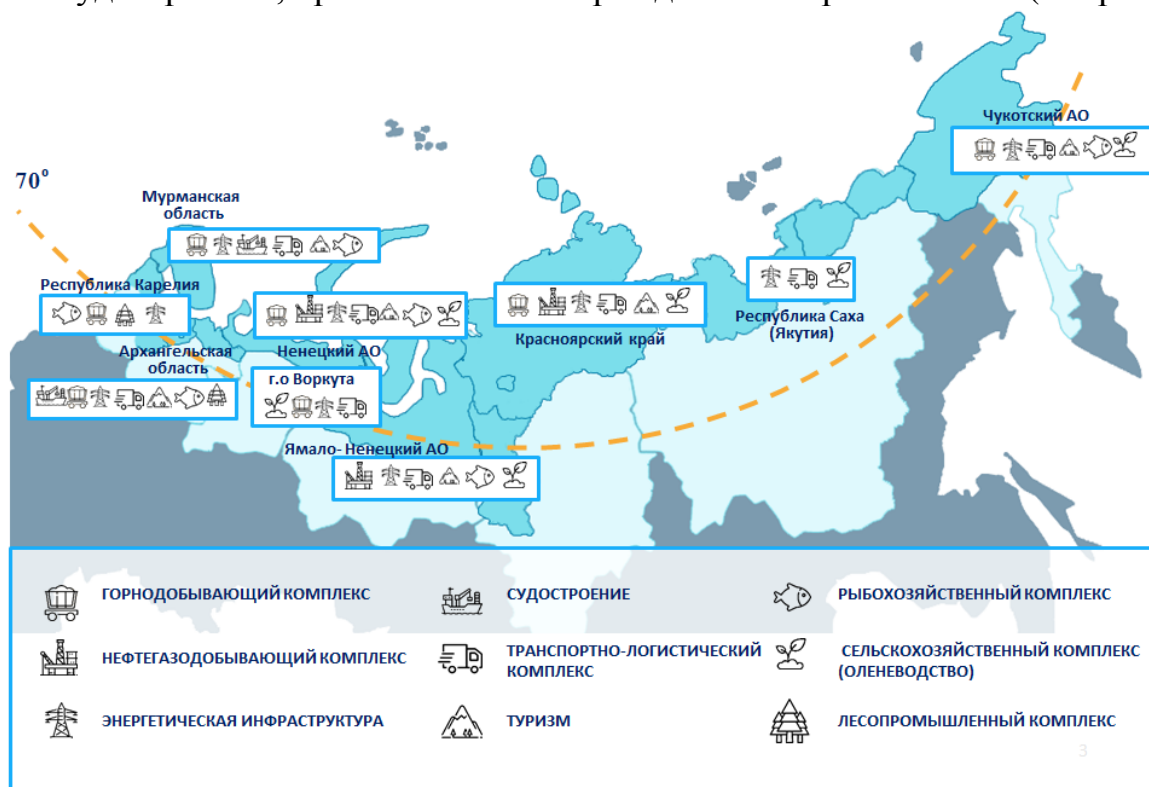 Чукотский АО
70°
Мурманская
область
Республика Карелия
Архангельская
область
Ненецкий АО
г.о Воркута
Ямало- Ненецкий АО
Красноярский край
Республика Саха
(Якутия)
ГОРНОДОБЫВАЮЩИЙ КОМПЛЕКС
СУДОСТРОЕНИЕ
РЫБОХОЗЯЙСТВЕННЫЙ КОМПЛЕКС
НЕФТЕГАЗОДОБЫВАЮЩИЙ КОМПЛЕКС
ТРАНСПОРТНО-ЛОГИСТИЧЕСКИЙ
КОМПЛЕКС
СЕЛЬСКОХОЗЯЙСТВЕННЫЙ КОМПЛЕКС
(ОЛЕНЕВОДСТВО)
ЭНЕРГЕТИЧЕСКАЯ ИНФРАСТРУКТУРА
ТУРИЗМ
ЛЕСОПРОМЫШЛЕННЫЙ КОМПЛЕКС
3